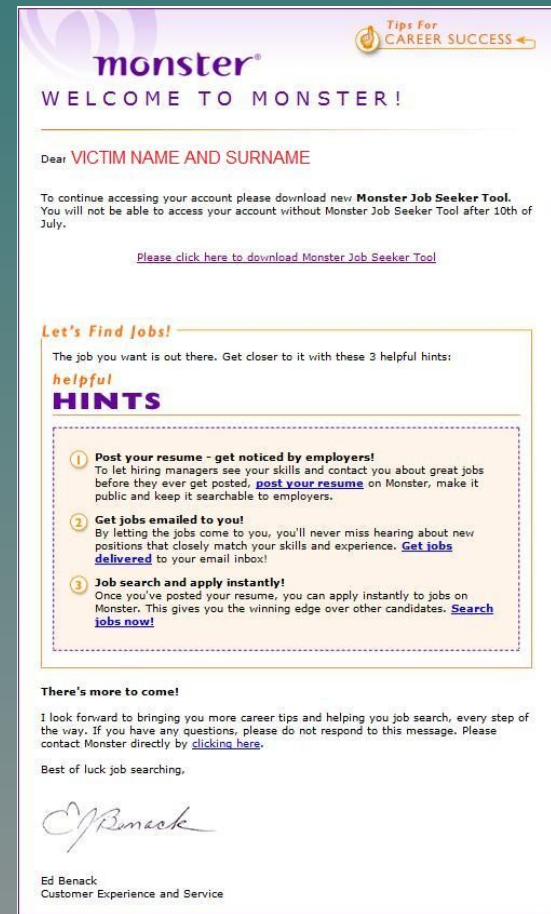 Tips For
CAREER SUCCESS
monster®
WELCOME TO MONSTER!
Dear VICTIM NAME AND SURNAME
To continue accessing your account please download new Monster Job Seeker Tool.
You will not be able to access your account without Monster Job Seeker Tool after 10th of
July.
Please click here to download Monster Job Seeker Tool
Let's Find Jobs!
The job you want is out there. Get closer to it with these 3 helpful hints:
helpful
HINTS
1 Post your resume - get noticed by employers!
To let hiring managers see your skills and contact you about great jobs
before they ever get posted, post your resume on Monster, make it
public and keep it searchable to employers.
2 Get jobs emailed to you!
By letting the jobs come to you, you'll never miss hearing about new
positions that closely match your skills and experience. Get jobs
delivered to your email inbox!
3 Job search and apply instantly!
Once you've posted your resume, you can apply instantly to jobs on
Monster. This gives you the winning edge over other candidates. Search
jobs now!
There's more to come!
I look forward to bringing you more career tips and helping you job search, every step of
the way. If you have any questions, please do not respond to this message. Please
contact Monster directly by clicking here.
Best of luck job searching,
EJBenack
Ed Benack
Customer Experience and Service